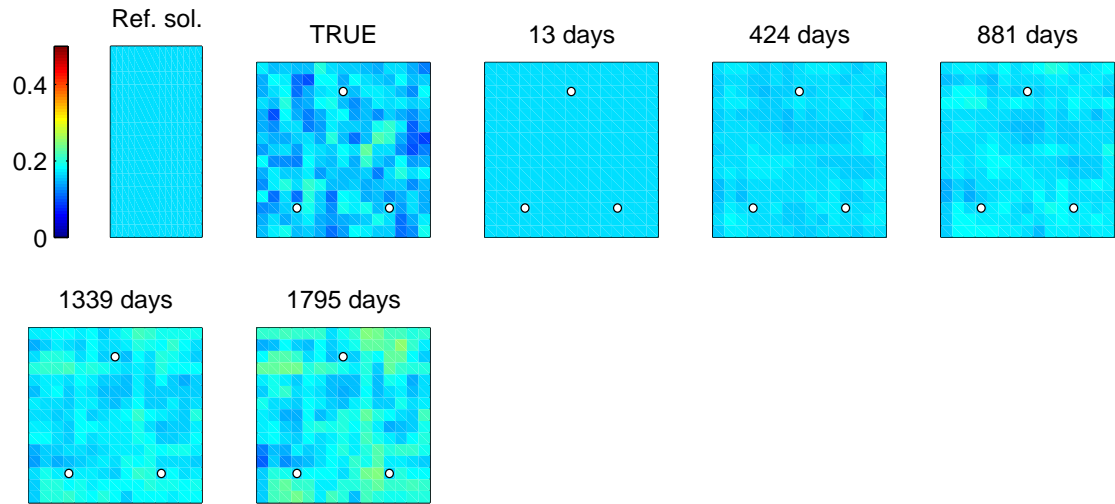 Ref. sol.
TRUE
13 days
424 days
881 days
0.4
0.2
0
1339 days
1795 days